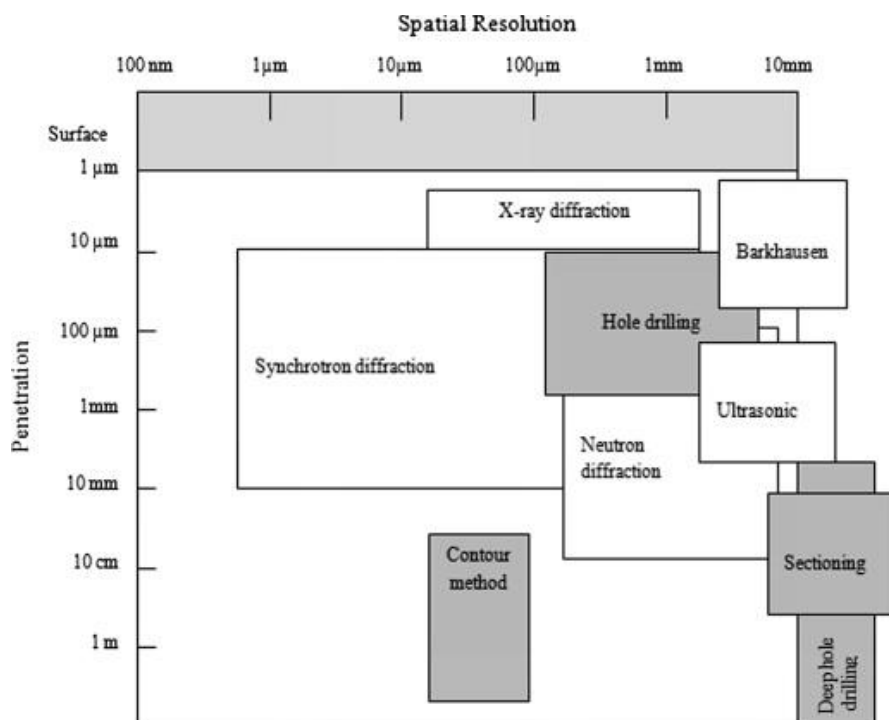 Spatial Resolution
100 nm 1µm 10µm 100µm 1mm 10mm
Surface
1 µm
X-ray diffraction
10 µm
Barkhausen
100 µm
Hole drilling
Synchrotron diffraction
Penetration
1mm
Ultrasonic
Neutron
diffraction
10 mm
Contour
method
10 cm
Sectioning
1 m
Deep hole
drilling